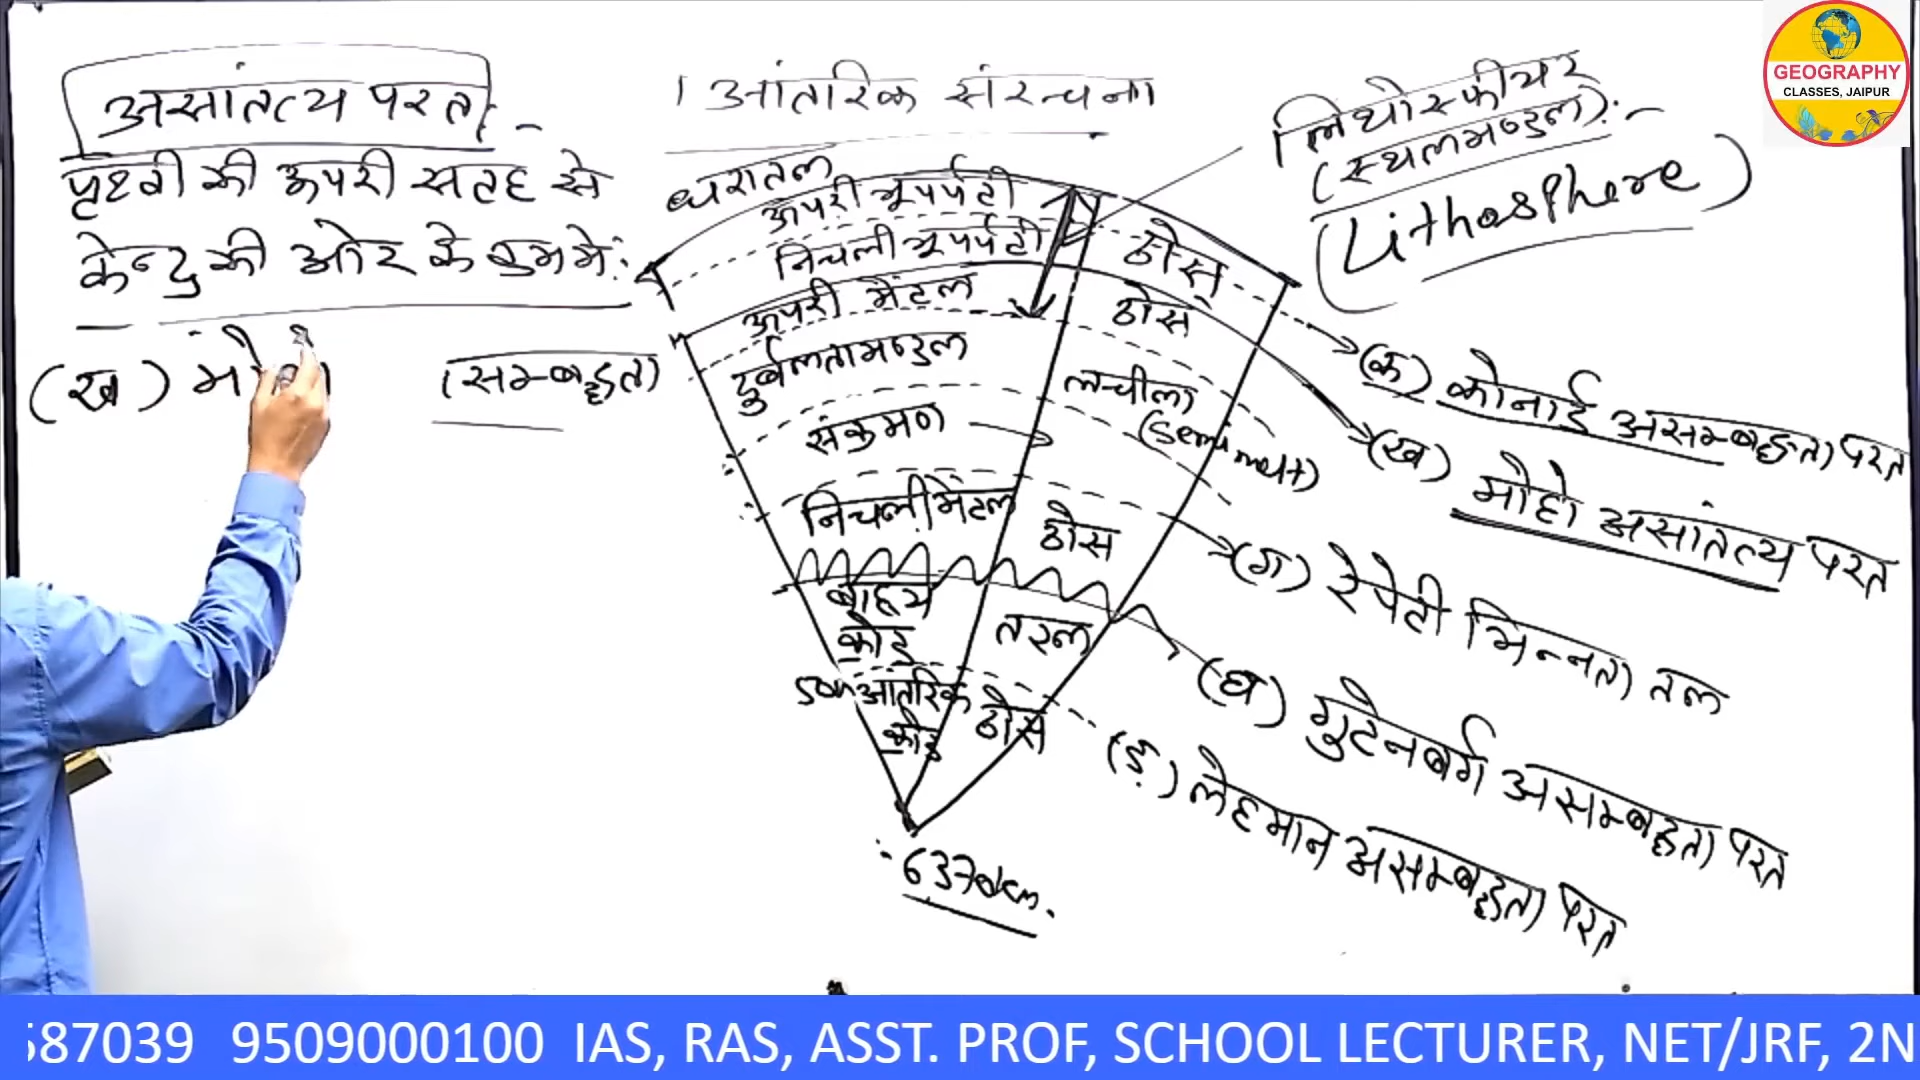 असांतत्य परत :-
पृथ्वी की ऊपरी सतह से
केन्द्र की ओर के क्रम में:
(ख) मोहो
(सम्बद्धता)
आंतरिक संरचना
धरातल
ऊपरी भूपर्पटी
निचली भूपर्पटी
ठोस
ऊपरी मेंटल
ठोस
दुर्बलतामण्डल
लचीला
(Semi melt)
संक्रमण
निचली मेंटल
ठोस
बाह्य
कोड
तरल
आंतरिक
कोड
ठोस
6370km.
लिथोस्फीयर
(स्थलमण्डल):-
(Lithosphere)
(क) कोनार्ड असम्बद्धता परत
(ख) मोहो असांतत्य परत
(ग) रेपेटी भिन्नता तल
(घ) गुटेनबर्ग असम्बद्धता परत
(ड़) लेहमान असम्बद्धता परत
GEOGRAPHY
CLASSES, JAIPUR
587039 9509000100 IAS, RAS, ASST. PROF, SCHOOL LECTURER, NET/JRF, 2N